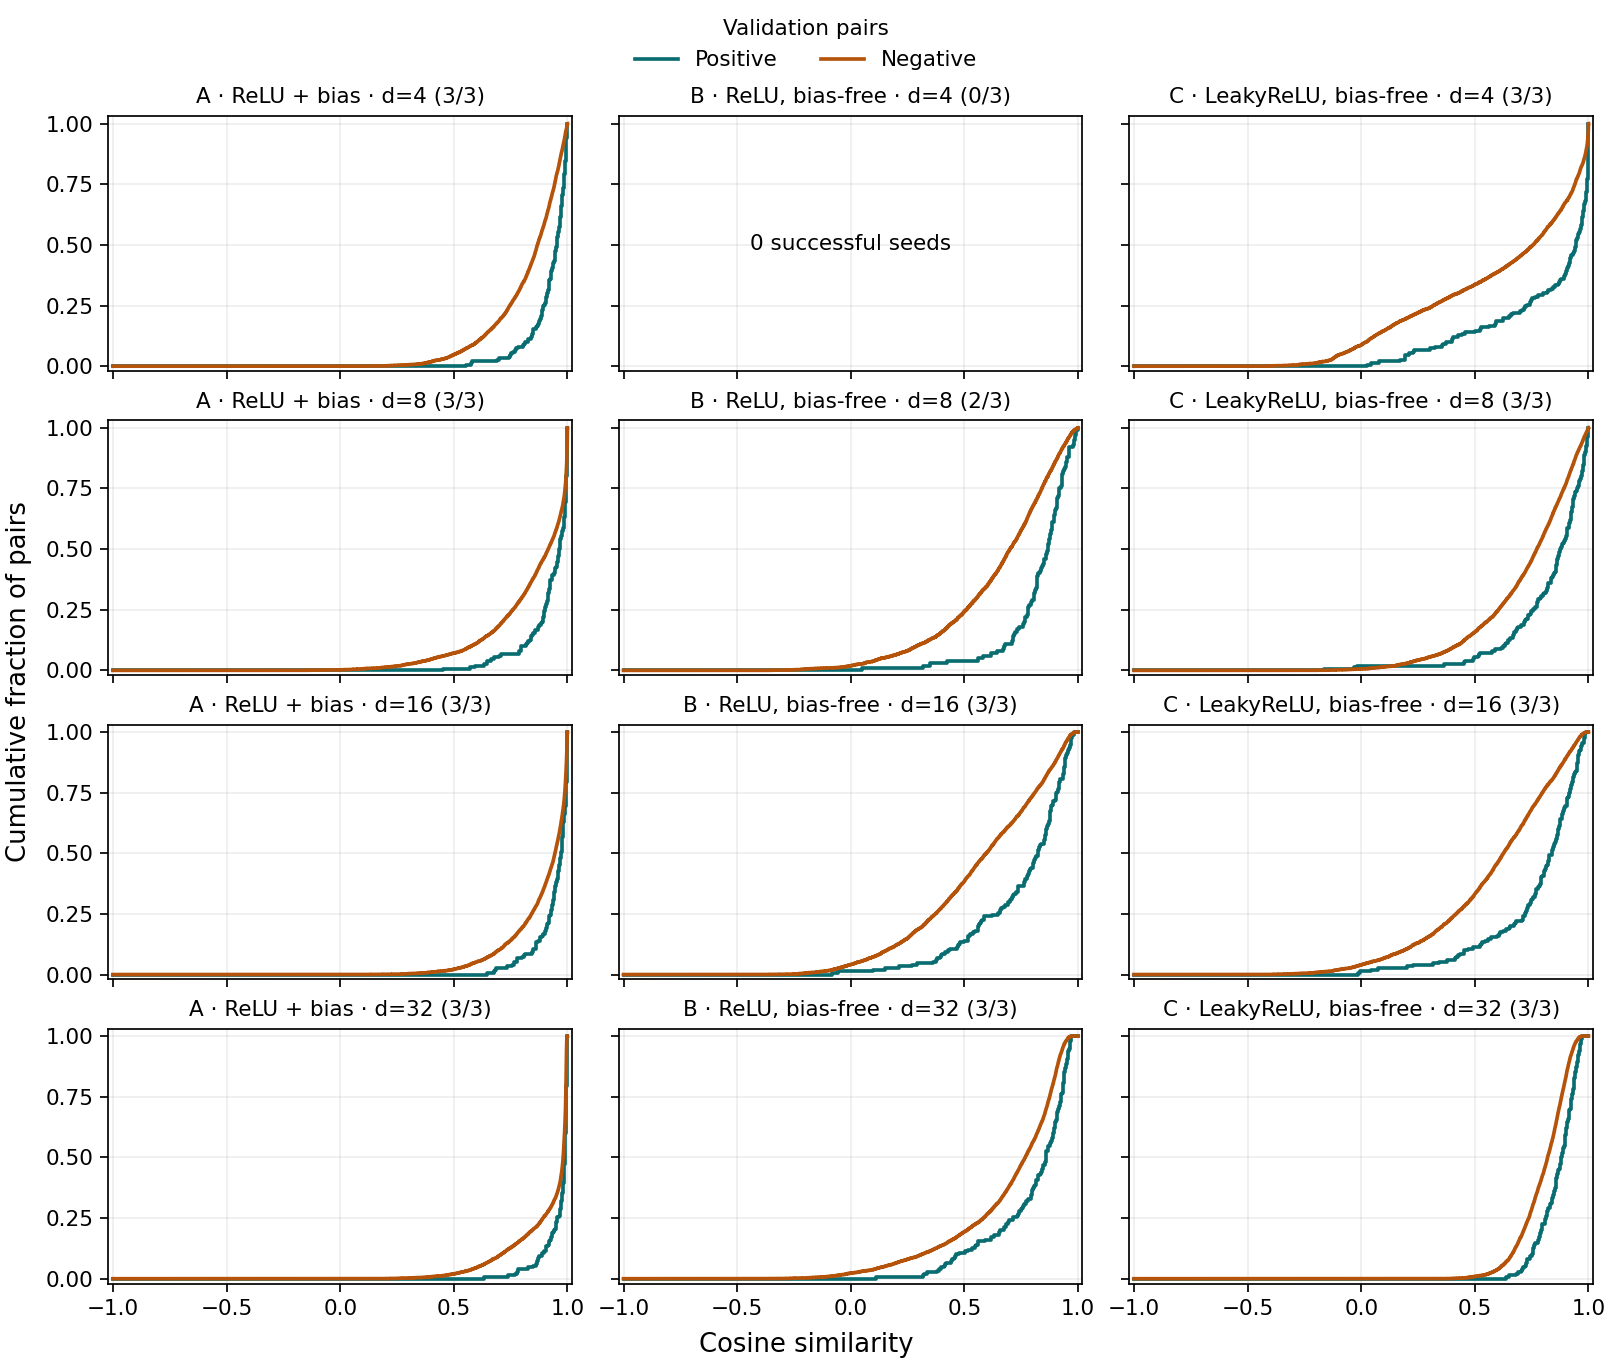 Validation pairs
Positive Negative
A · ReLU + bias · d=4 (3/3) B · ReLU, bias-free · d=4 (0/3) C · LeakyReLU, bias-free · d=4 (3/3)
1.00
0.75
0.50
0 successful seeds
0.25
0.00
A · ReLU + bias · d=8 (3/3) B · ReLU, bias-free · d=8 (2/3) C · LeakyReLU, bias-free · d=8 (3/3)
1.00
0.75
0.50
0.25
0.00
Cumulative fraction of pairs
A · ReLU + bias · d=16 (3/3) B · ReLU, bias-free · d=16 (3/3) C · LeakyReLU, bias-free · d=16 (3/3)
1.00
0.75
0.50
0.25
0.00
A · ReLU + bias · d=32 (3/3) B · ReLU, bias-free · d=32 (3/3) C · LeakyReLU, bias-free · d=32 (3/3)
1.00
0.75
0.50
0.25
0.00
−1.0 −0.5 0.0 0.5 1.0 −1.0 −0.5 0.0 0.5 1.0 −1.0 −0.5 0.0 0.5 1.0
Cosine similarity